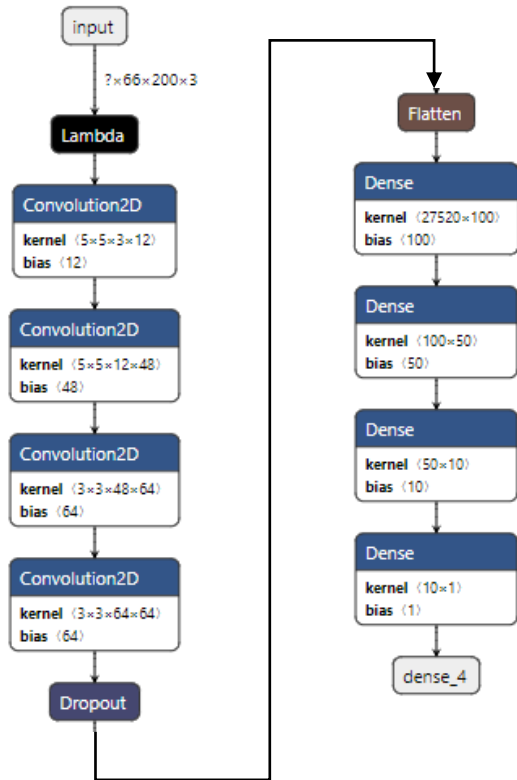 input
?×66×200×3
Lambda
Convolution2D
kernel ⟨5×5×3×12⟩
bias ⟨12⟩
Convolution2D
kernel ⟨5×5×12×48⟩
bias ⟨48⟩
Convolution2D
kernel ⟨3×3×48×64⟩
bias ⟨64⟩
Convolution2D
kernel ⟨3×3×64×64⟩
bias ⟨64⟩
Dropout
Flatten
Dense
kernel ⟨27520×100⟩
bias ⟨100⟩
Dense
kernel ⟨100×50⟩
bias ⟨50⟩
Dense
kernel ⟨50×10⟩
bias ⟨10⟩
Dense
kernel ⟨10×1⟩
bias ⟨1⟩
dense_4